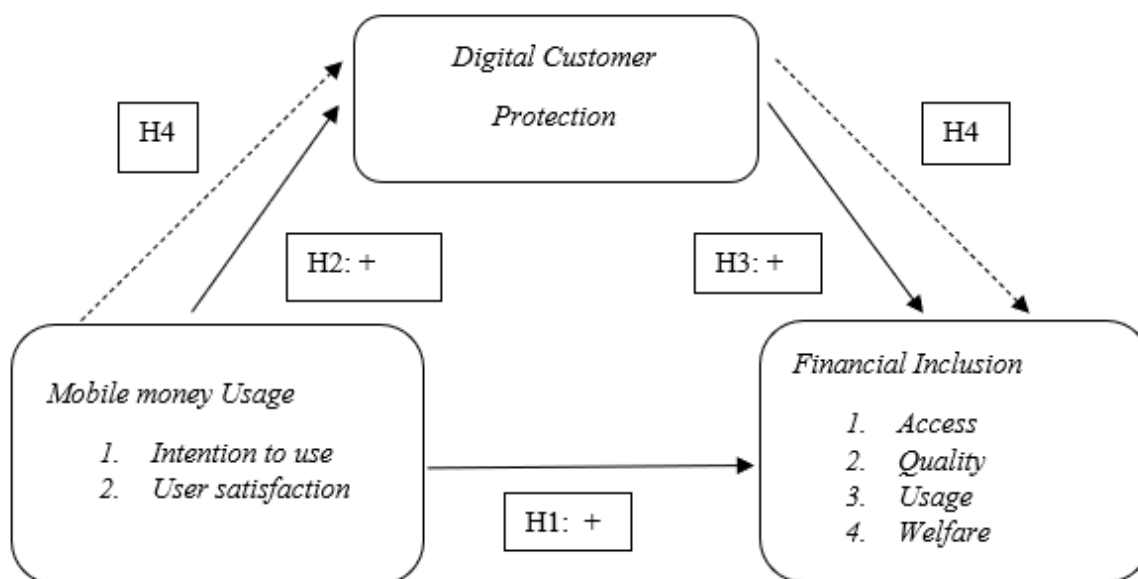 Digital Customer
Protection
H4
H4
H2: +
H3: +
Mobile money Usage
1. Intention to use
2. User satisfaction
Financial Inclusion
1. Access
2. Quality
3. Usage
4. Welfare
H1: +